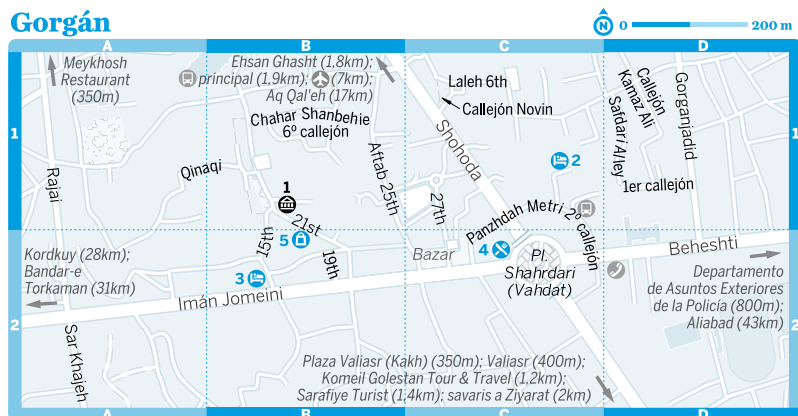 Gorgán
N 0 200 m
A B C D
Meykhosh
Restaurant
(350m)
Ehsan Ghasht (1,8km);
principal (1,9km); (7km);
Aq Qal'eh (17km)
Laleh 6th
Callejón Novin
Callejón
Kamaz Ali
Safdari Alley
Gorganjadid
Chahar Shanbehie
6º callejón
1
1
Shohoda
Qinaqi
Aftab 25th
2
Rajai
1
27th
1er callejón
21st
Panzhdah Metri 2º
callejón
15th
5
19th
Bazar
4
Beheshti
Kordkuy (28km);
Bandar-e
Torkaman (31km)
3
Imán Jomeini
Pl.
Shahrdari
(Vahdat)
Departamento
de Asuntos Exteriores
de la Policía (800m);
Aliabad (43km)
2
2
Sar Khajeh
Plaza Valiasr (Kakh) (350m); Valiasr (400m);
Komeil Golestan Tour & Travel (1,2km);
Sarafiye Turist (1.4km); savaris a Ziyarat (2km)
A B C D